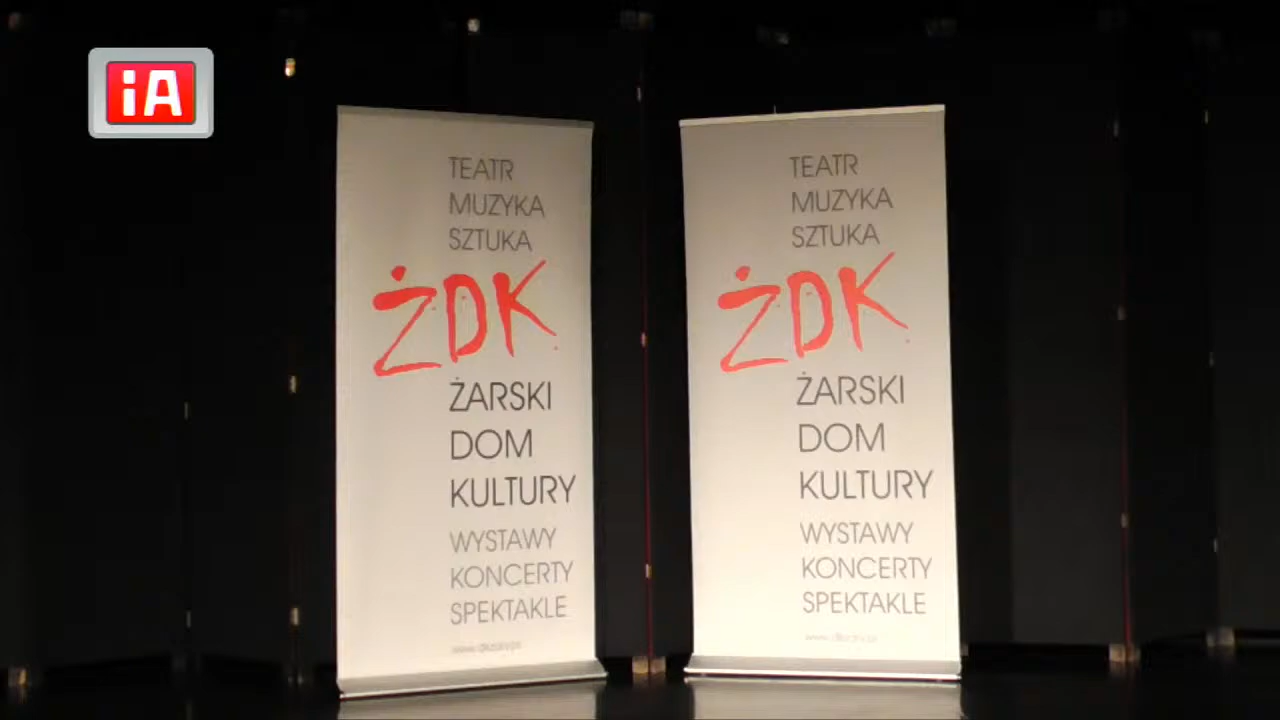 iA
TEATR
MUZYKA
SZTUKA
ŻDK
ŻARSKI
DOM
KULTURY
WYSTAWY
KONCERTY
SPEKTAKLE
TEATR
MUZYKA
SZTUKA
ŻDK
ŻARSKI
DOM
KULTURY
WYSTAWY
KONCERTY
SPEKTAKLE